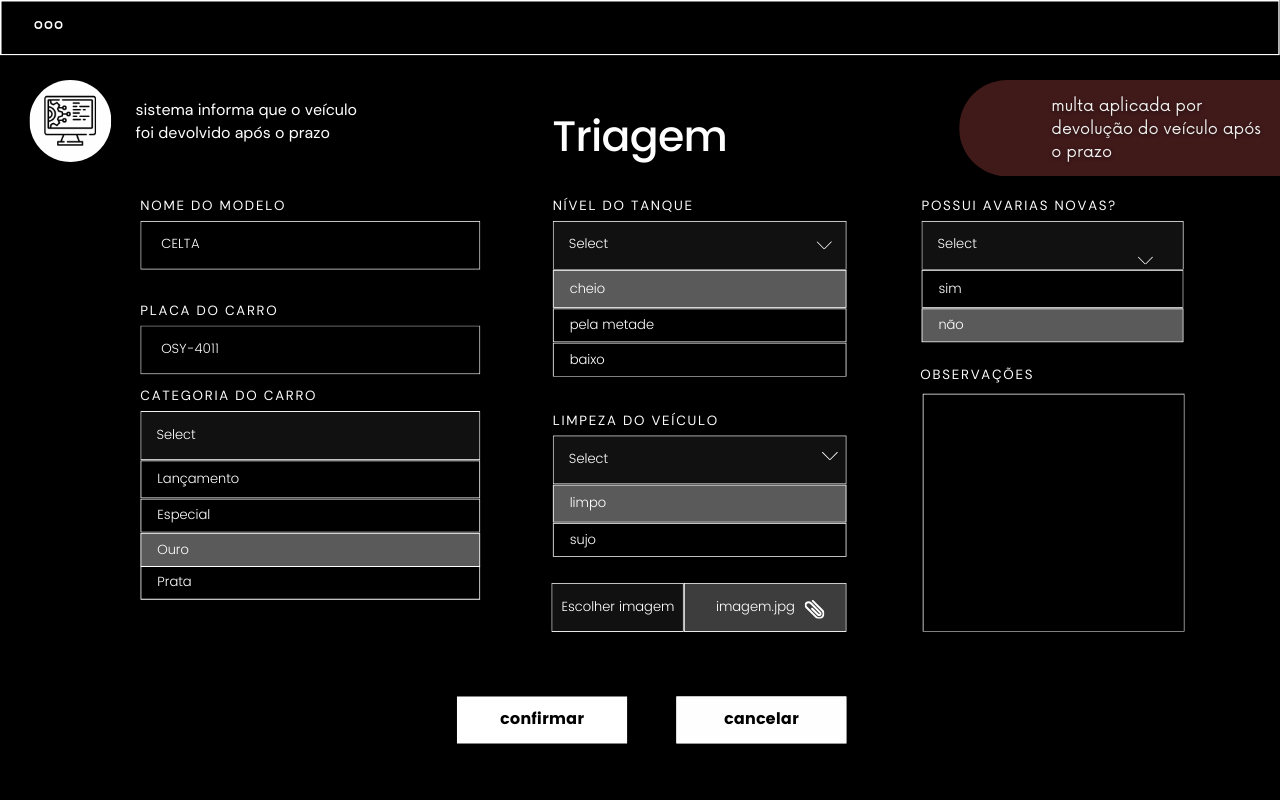 sistema informa que o veículo
foi devolvido após o prazo
Triagem
multa aplicada por
devolução do veículo após
o prazo
NOME DO MODELO
CELTA
PLACA DO CARRO
OSY-4011
CATEGORIA DO CARRO
Select
Lançamento
Especial
Ouro
Prata
NÍVEL DO TANQUE
Select
cheio
pela metade
baixo
LIMPEZA DO VEÍCULO
Select
limpo
sujo
Escolher imagem
imagem.jpg
POSSUI AVARIAS NOVAS?
Select
sim
não
OBSERVAÇÕES
confirmar
cancelar